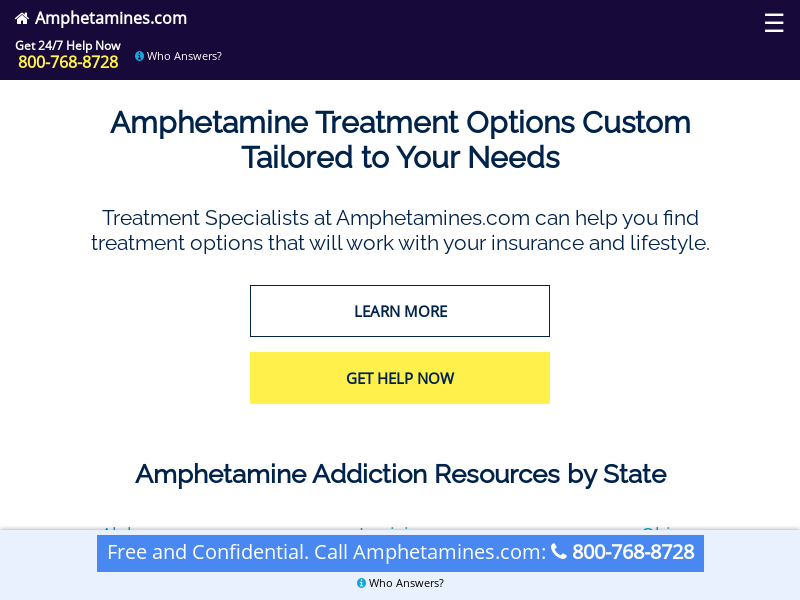 Amphetamines.com
Get 24/7 Help Now
800-768-8728
Who Answers?
Amphetamine Treatment Options Custom
Tailored to Your Needs
Treatment Specialists at Amphetamines.com can help you find
treatment options that will work with your insurance and lifestyle.
LEARN MORE
GET HELP NOW
Amphetamine Addiction Resources by State
Free and Confidential. Call Amphetamines.com: 800-768-8728
Who Answers?